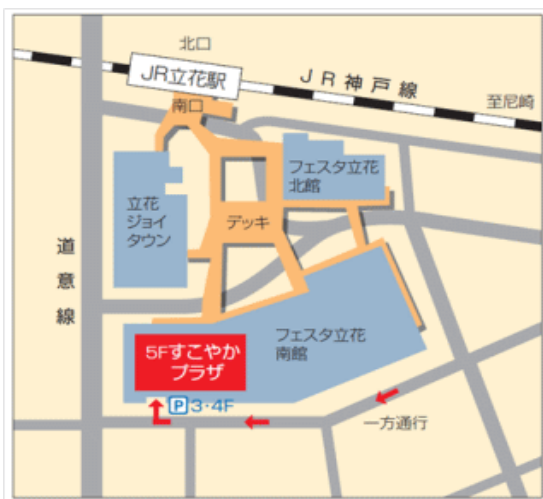 北口
JR立花駅
JR神戸線
至尼崎
南口
フェスタ立花
北館
立花
ジョイ
タウン
デッキ
道意線
フェスタ立花
南館
5Fすこやか
プラザ
P3・4F
一方通行